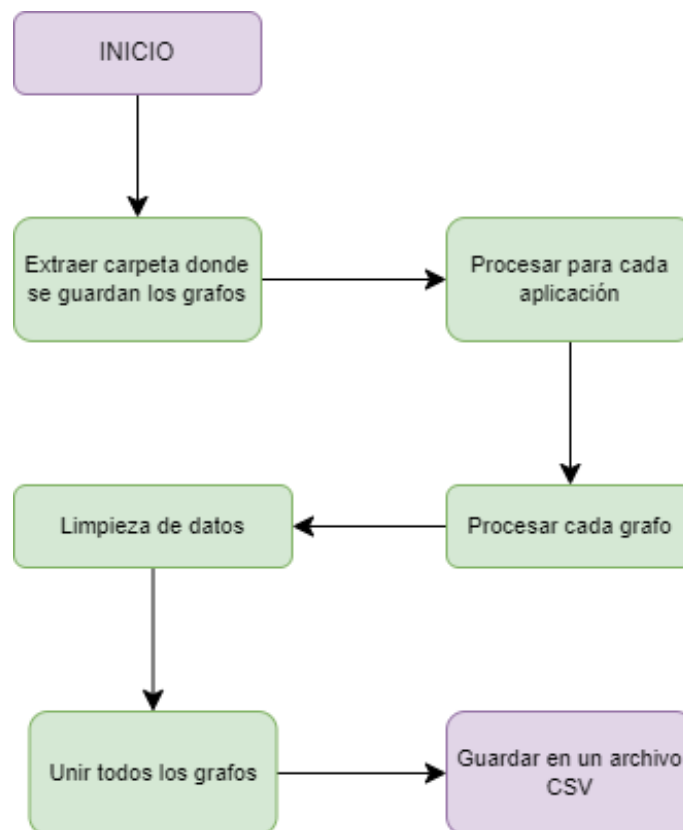 INICIO
Extraer carpeta donde
se guardan los grafos
Procesar para cada
aplicación
Procesar cada grafo
Limpieza de datos
Unir todos los grafos
Guardar en un archivo
CSV